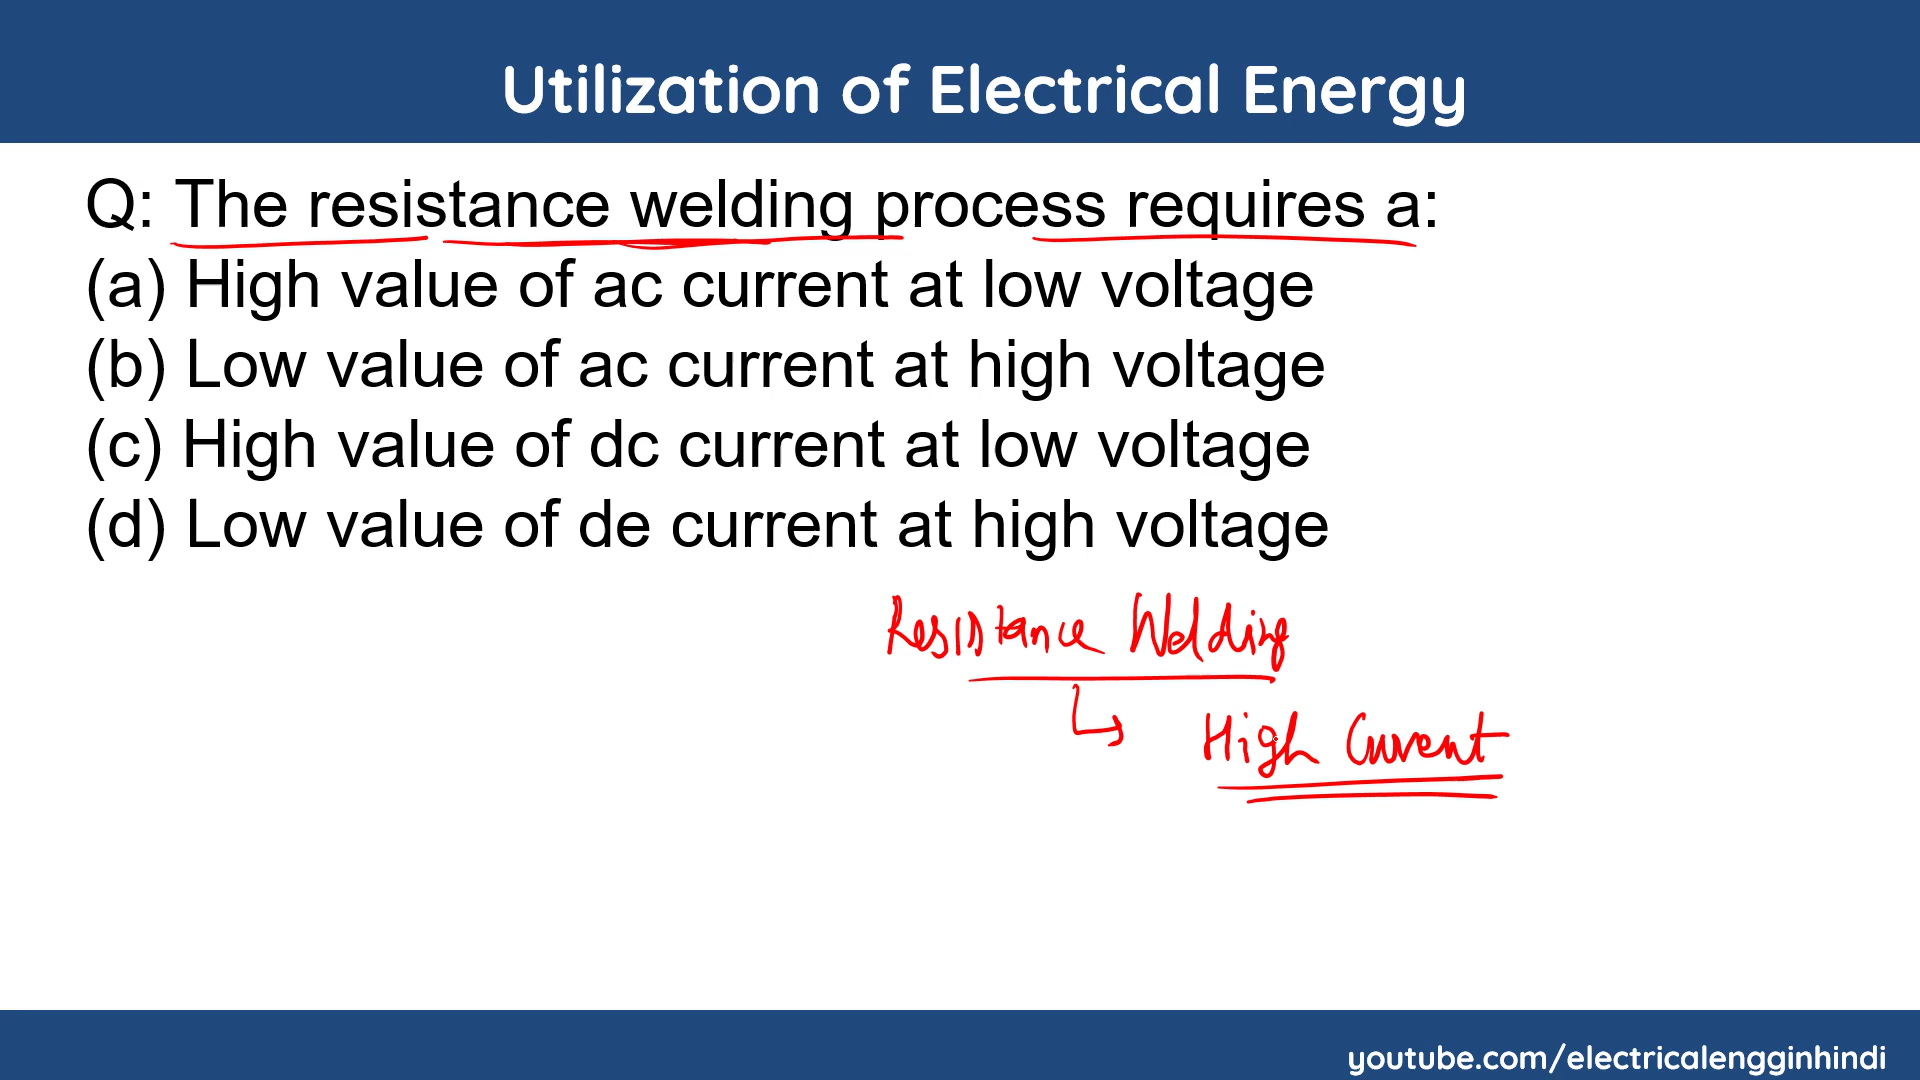 Utilization of Electrical Energy
Q: The resistance welding process requires a:
(a) High value of ac current at low voltage
(b) Low value of ac current at high voltage
(c) High value of dc current at low voltage
(d) Low value of de current at high voltage
Resistance Welding
High Current
youtube.com/electricalengginhindi